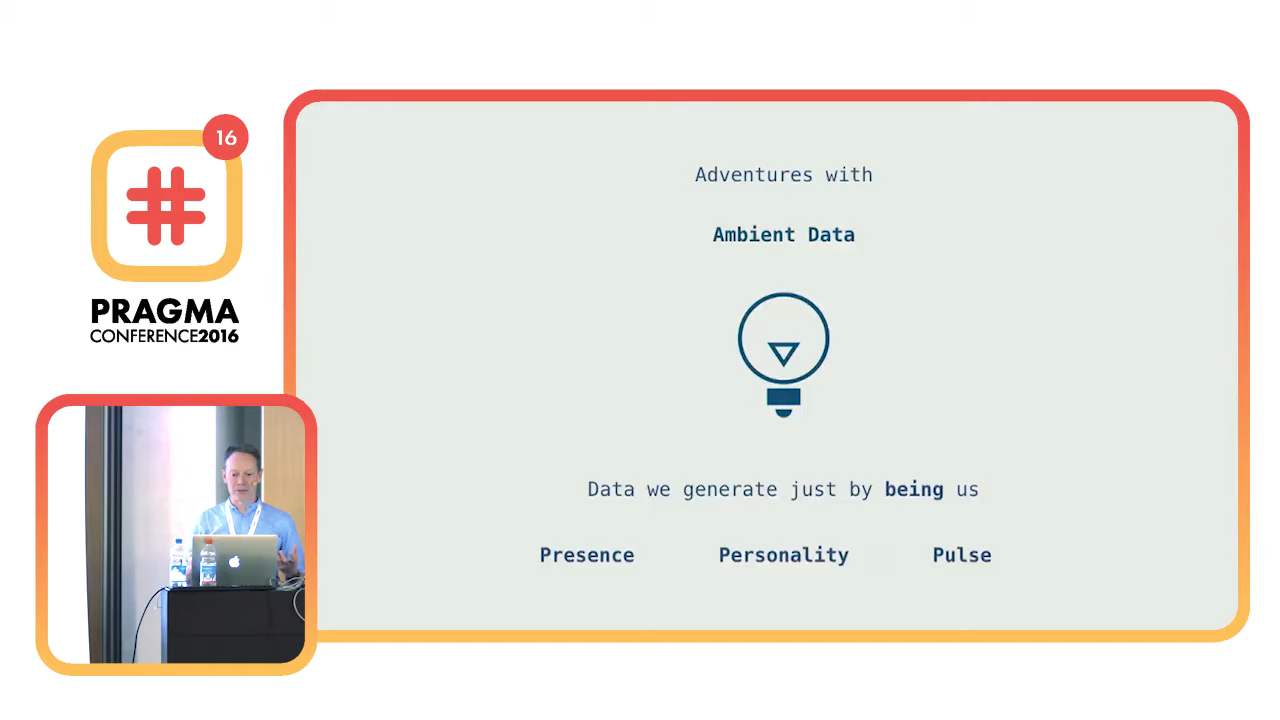 16
PRAGMA
CONFERENCE2016
Adventures with
Ambient Data
Data we generate just by being us
Presence Personality Pulse